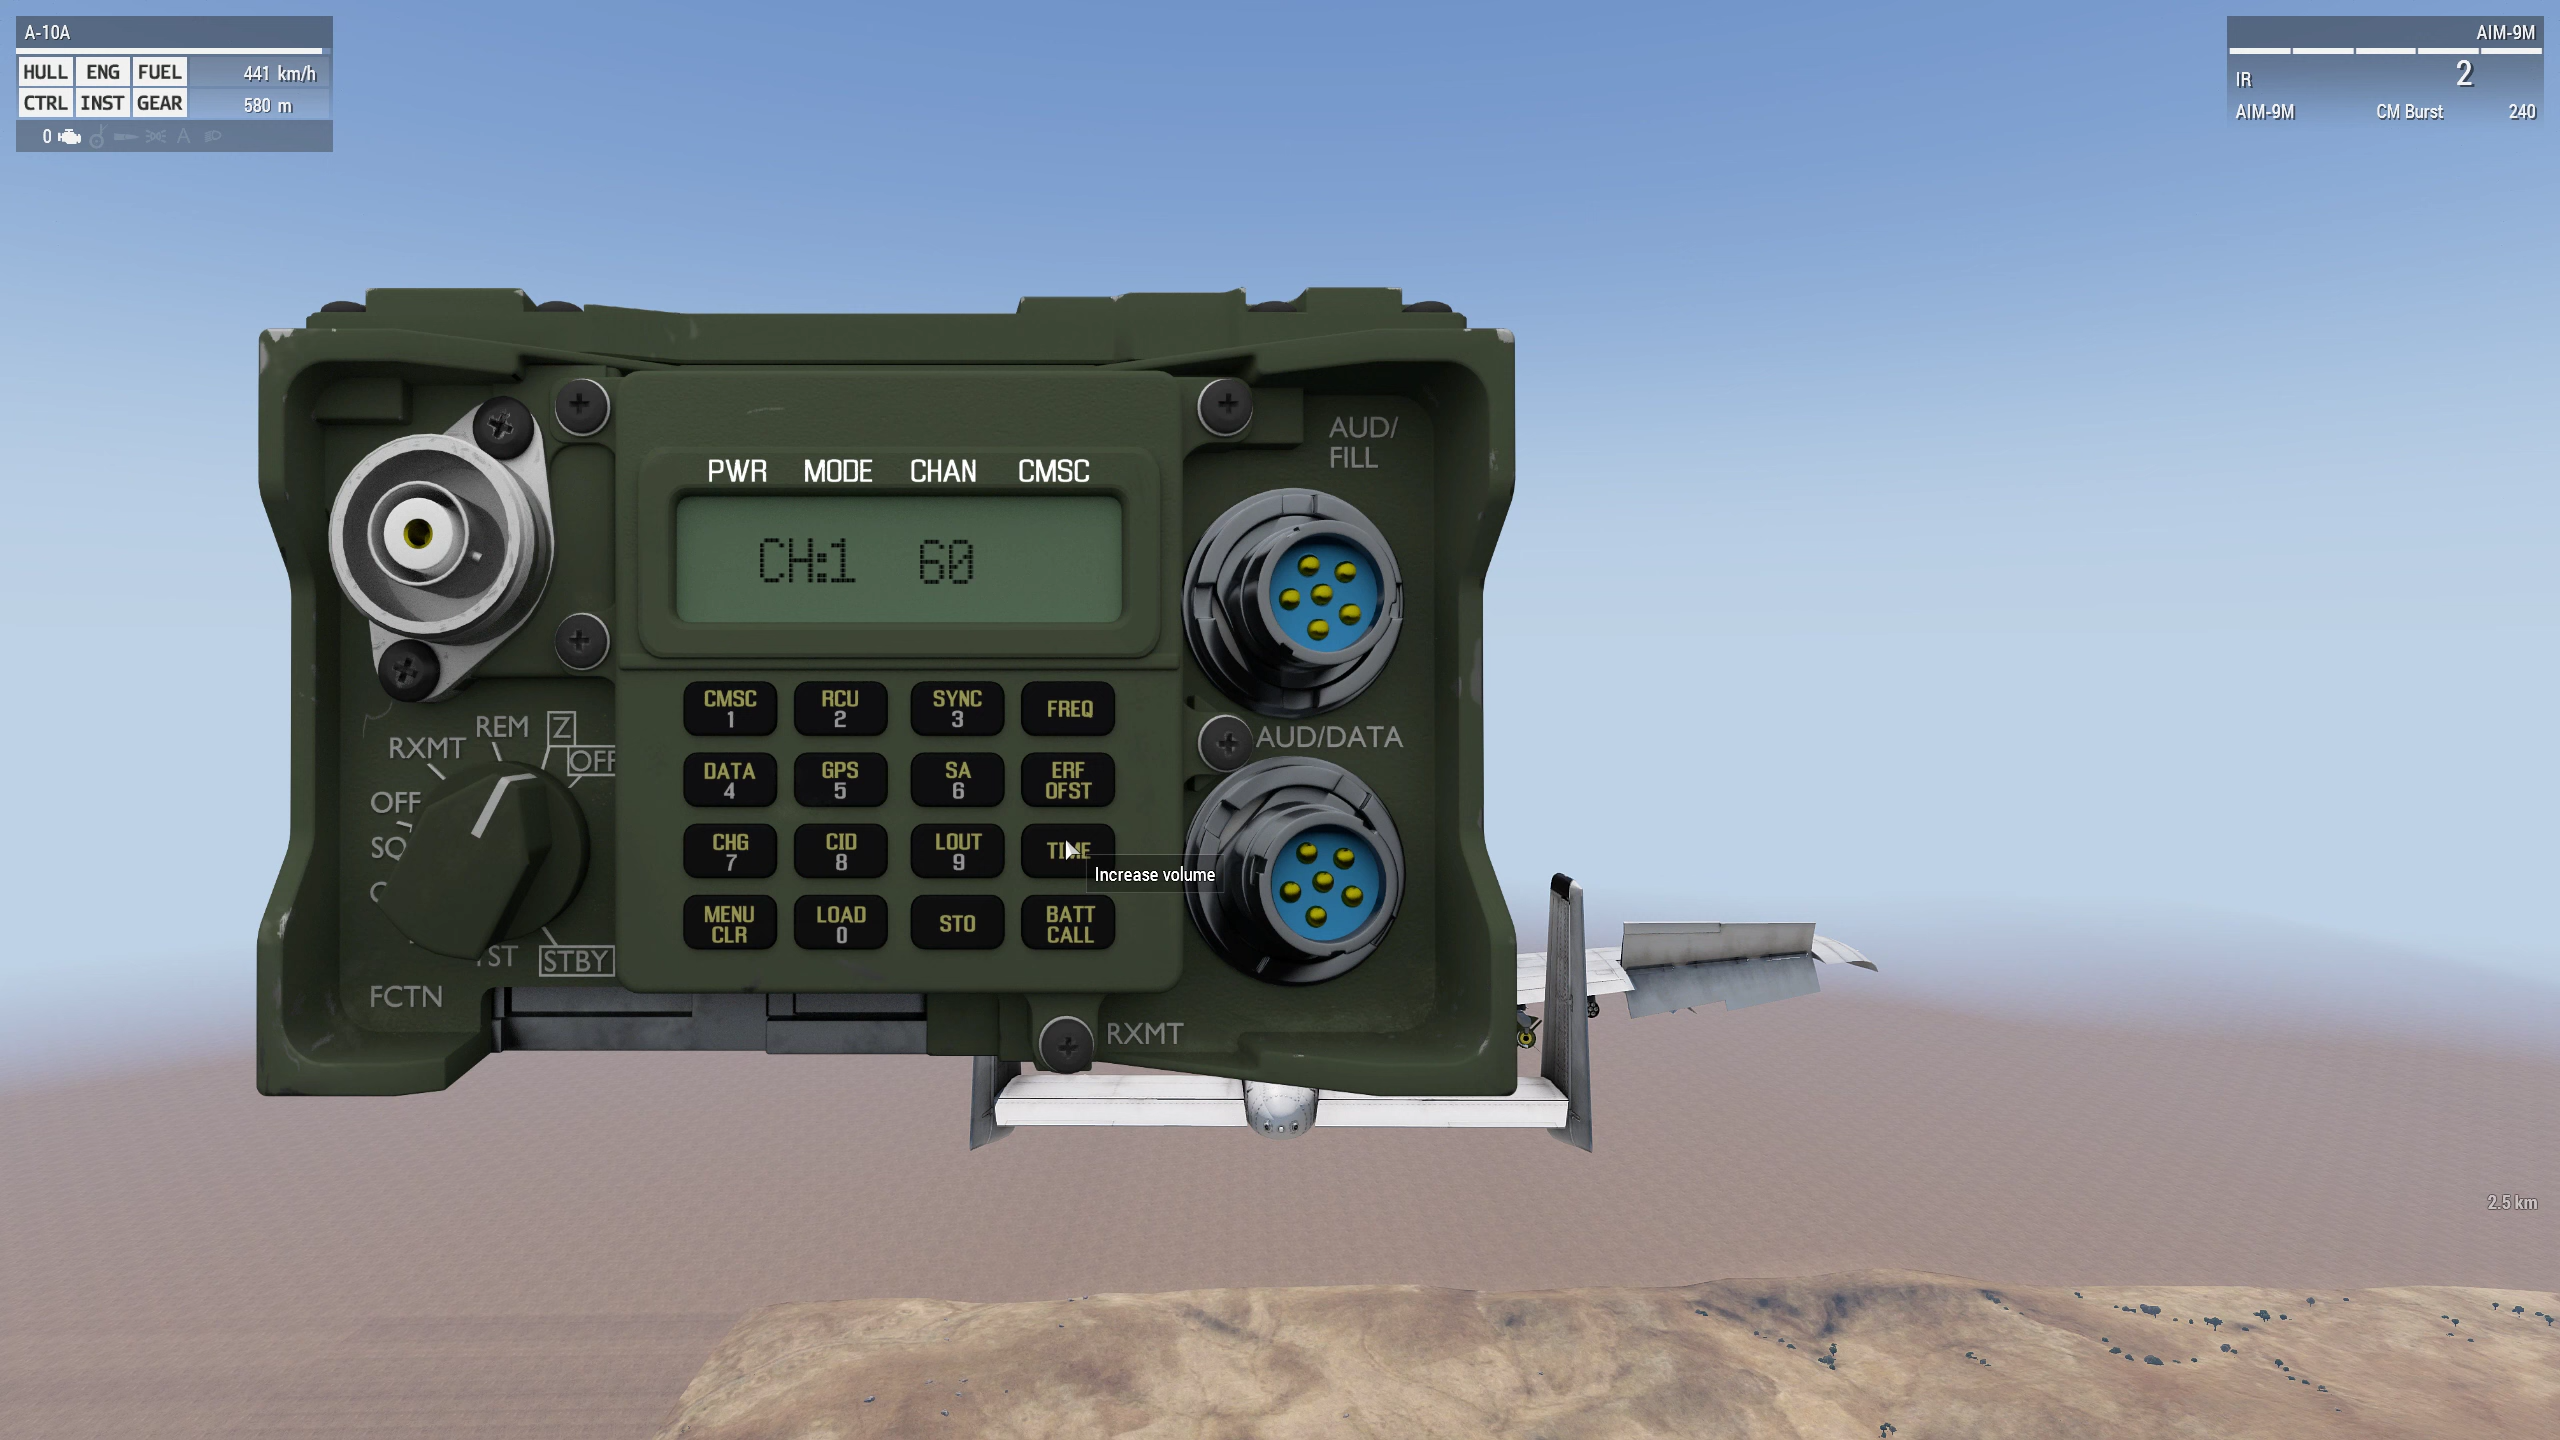 A-10A
HULL ENG FUEL 441 km/h
CTRL INST GEAR 580 m
0 A
AIM-9M
IR 2
AIM-9M CM Burst 240
AUD/
FILL
PWR MODE CHAN CMSC
CH:1 60
CMSC RCU SYNC FREQ
1 2 3
DATA GPS SA ERF
4 5 6 OFST
CHG CID LOUT TIME
7 8 9
MENU LOAD STO BATT
CLR 0 CALL
Increase volume
AUD/DATA
REM Z
RXMT OFF
OFF
SQ
ST STBY
FCTN
RXMT
2.5 km